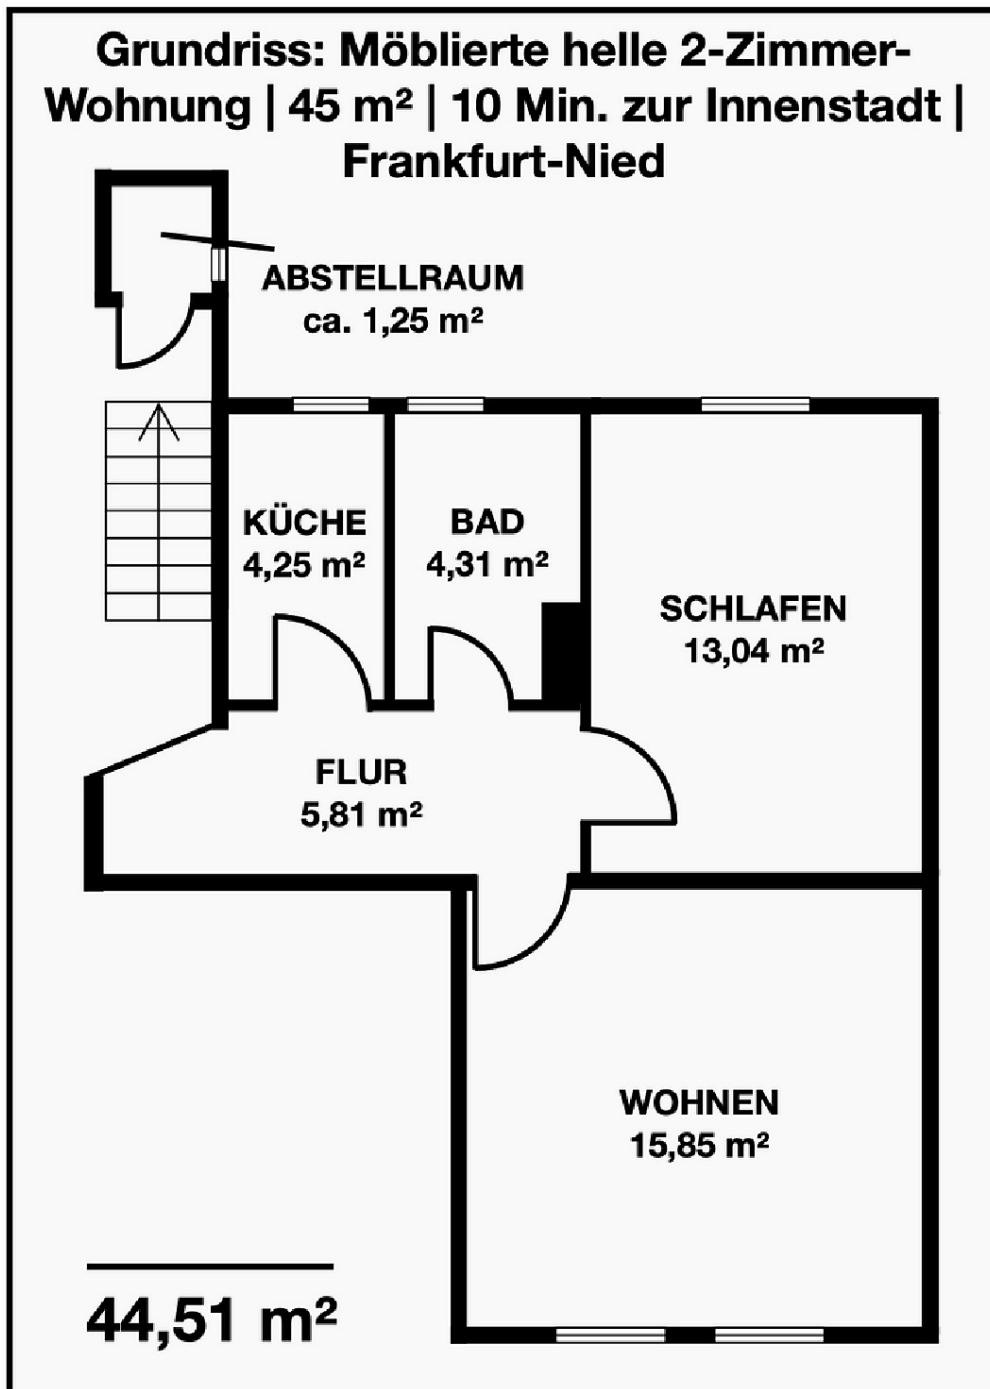 Grundriss: Möblierte helle 2-Zimmer-
Wohnung | 45 m² | 10 Min. zur Innenstadt |
Frankfurt-Nied
ABSTELLRAUM
ca. 1,25 m²
KÜCHE
4,25 m²
BAD
4,31 m²
SCHLAFEN
13,04 m²
FLUR
5,81 m²
WOHNEN
15,85 m²
44,51 m²